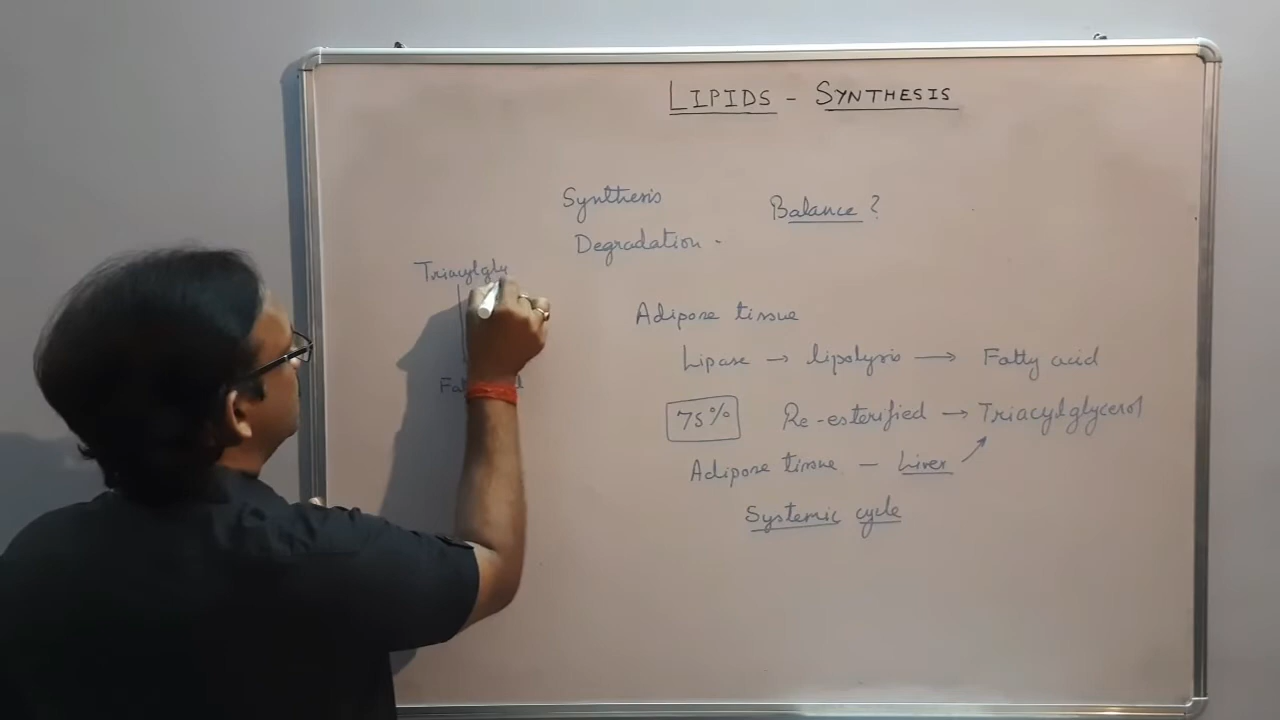 LIPIDS - SYNTHESIS
Synthesis
Balance ?
Degradation -
Triacylgly
Adipose tissue
Lipase → lipolysis → Fatty acid
75% Re-esterified → Triacylglycerol
Adipose tissue - Liver
Systemic cycle